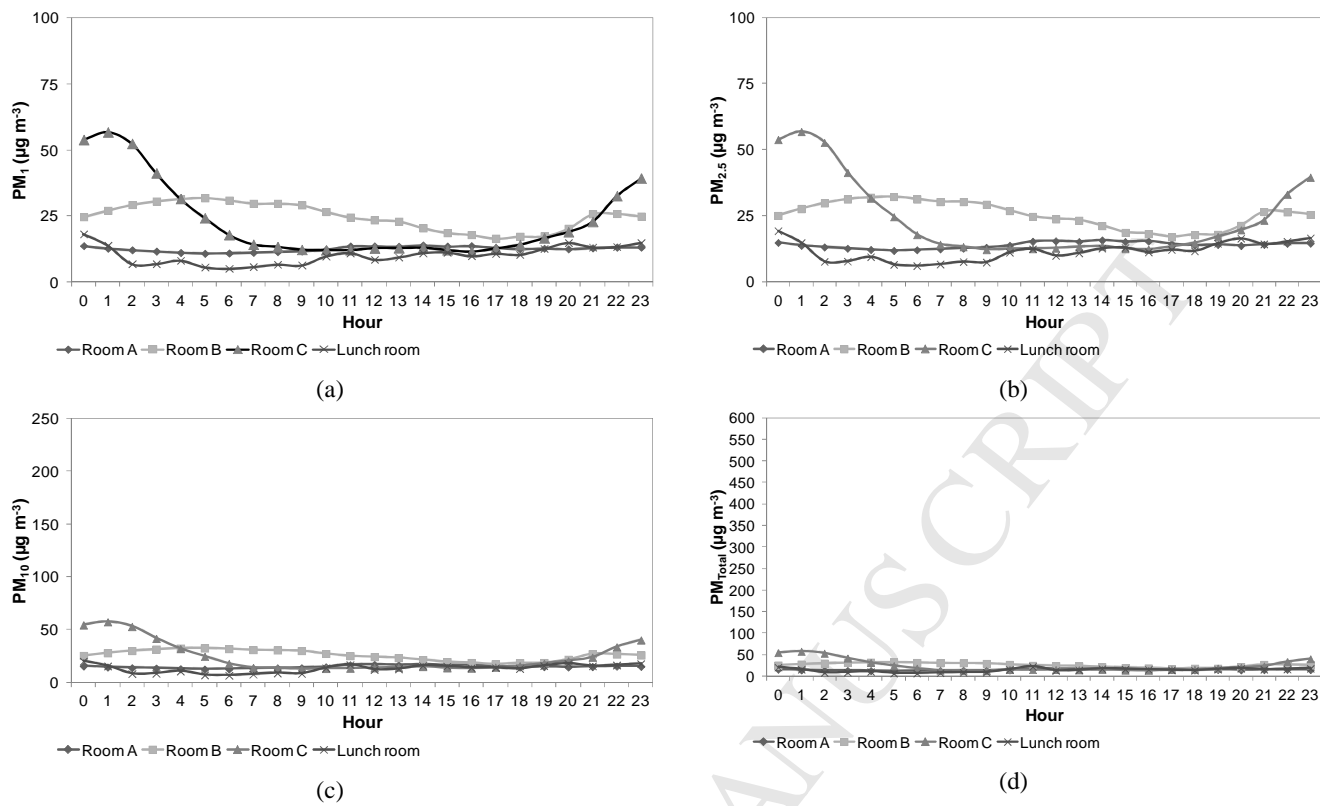 100
75
50
25
0
PM1 (µg m-3)
0 1 2 3 4 5 6 7 8 9 10 11 12 13 14 15 16 17 18 19 20 21 22 23
Hour
Room A Room B Room C Lunch room
(a)
100
75
50
25
0
PM2.5 (µg m-3)
0 1 2 3 4 5 6 7 8 9 10 11 12 13 14 15 16 17 18 19 20 21 22 23
Hour
Room A Room B Room C Lunch room
(b)
250
200
150
100
50
0
PM10 (µg m-3)
0 1 2 3 4 5 6 7 8 9 10 11 12 13 14 15 16 17 18 19 20 21 22 23
Hour
Room A Room B Room C Lunch room
(c)
600
550
500
450
400
350
300
250
200
150
100
50
0
PMTotal (µg m-3)
0 1 2 3 4 5 6 7 8 9 10 11 12 13 14 15 16 17 18 19 20 21 22 23
Hour
Room A Room B Room C Lunch room
(d)
ANUSCRIPT